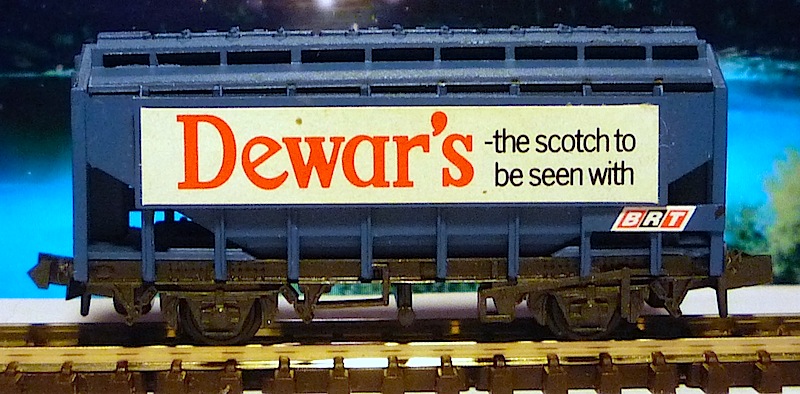 Dewar's
-the scotch to
be seen with
BRT